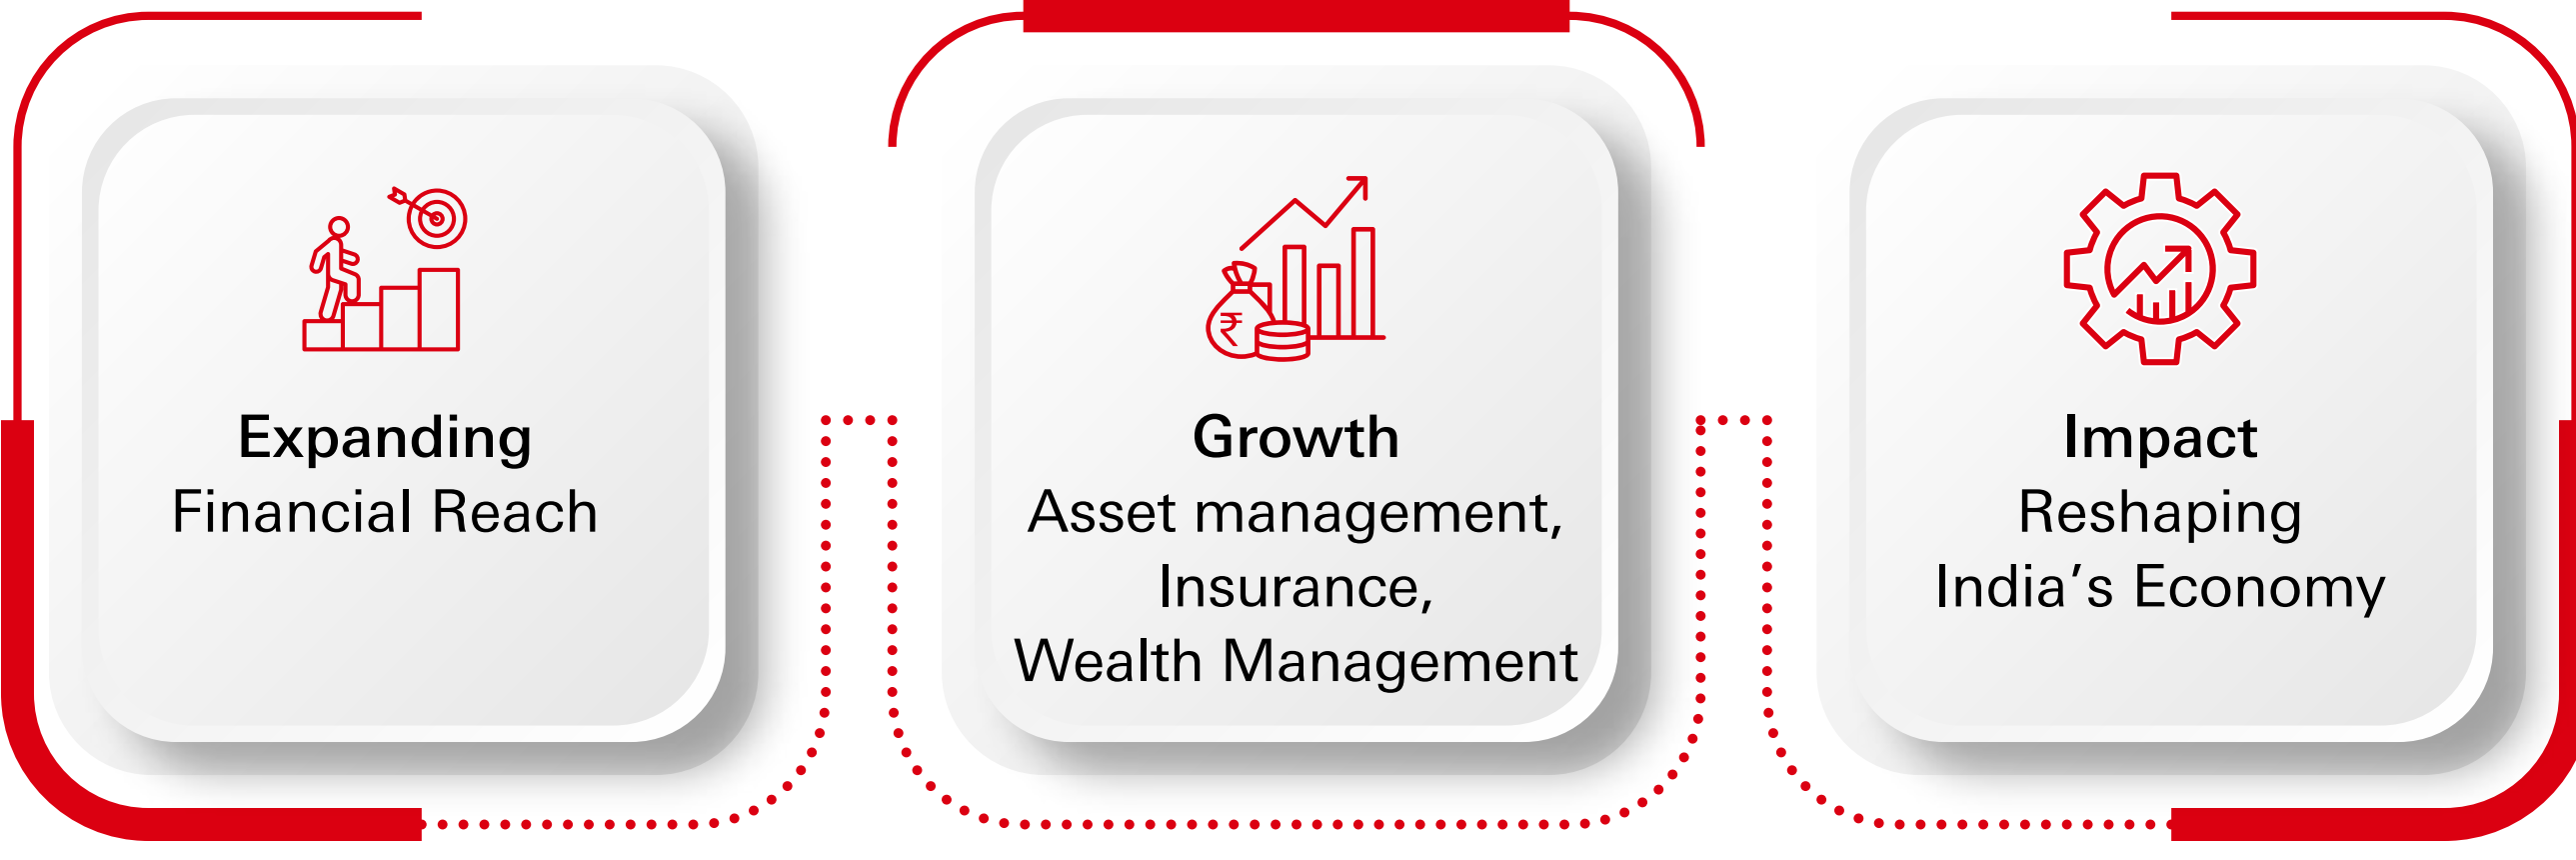 Expanding
Financial Reach
₹
Growth
Asset management,
Insurance,
Wealth Management
Impact
Reshaping
India’s Economy